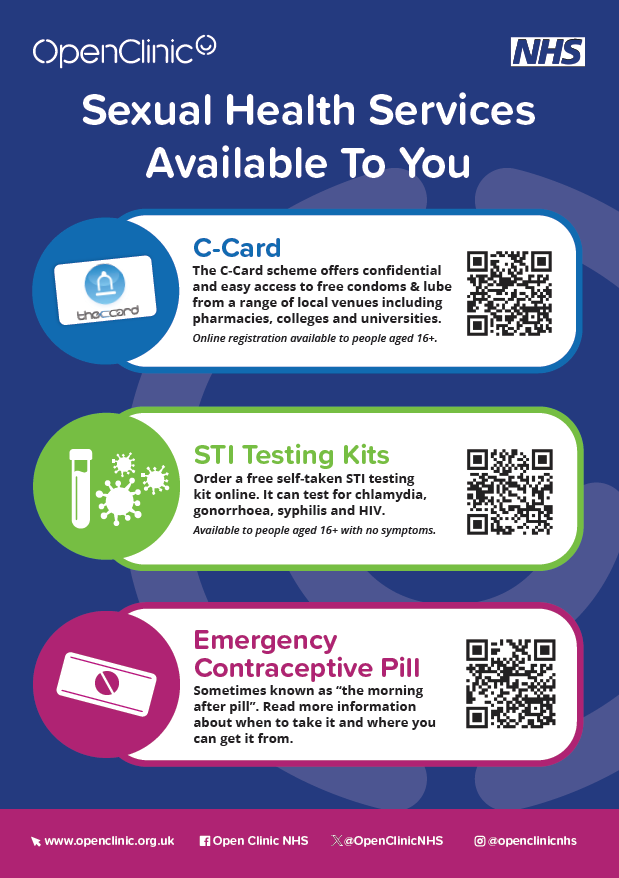 OpenClinic
NHS
Sexual Health Services
Available To You
C-Card
The C-Card scheme offers confidential
and easy access to free condoms & lube
from a range of local venues including
pharmacies, colleges and universities.
Online registration available to people aged 16+.
theccard
STI Testing Kits
Order a free self-taken STI testing
kit online. It can test for chlamydia,
gonorrhoea, syphilis and HIV.
Available to people aged 16+ with no symptoms.
Emergency
Contraceptive Pill
Sometimes known as “the morning
after pill”. Read more information
about when to take it and where you
can get it from.
www.openclinic.org.uk Open Clinic NHS @OpenClinicNHS @openclinicnhs